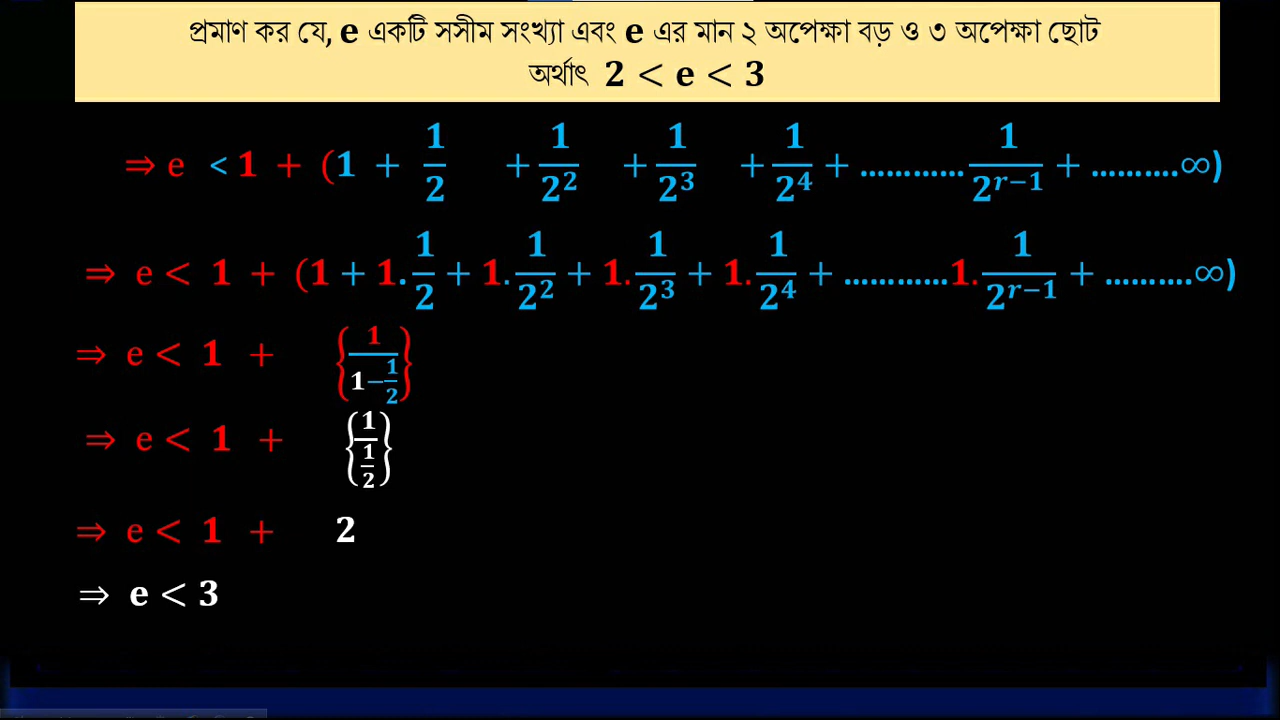 প্রমাণ কর যে, e একটি সসীম সংখ্যা এবং e এর মান ২ অপেক্ষা বড় ও ৩ অপেক্ষা ছোট
অর্থাৎ 2 < e < 3
⇒ e < 1 + (1 + 1/2 + 1/2² + 1/2³ + 1/2⁴ + ............ 1/2^(r−1) + ..........∞)
⇒ e < 1 + (1 + 1.1/2 + 1.1/2² + 1.1/2³ + 1.1/2⁴ + ............1.1/2^(r−1) + ..........∞)
⇒ e < 1 + {1/(1−1/2)}
⇒ e < 1 + {1/(1/2)}
⇒ e < 1 + 2
⇒ e < 3